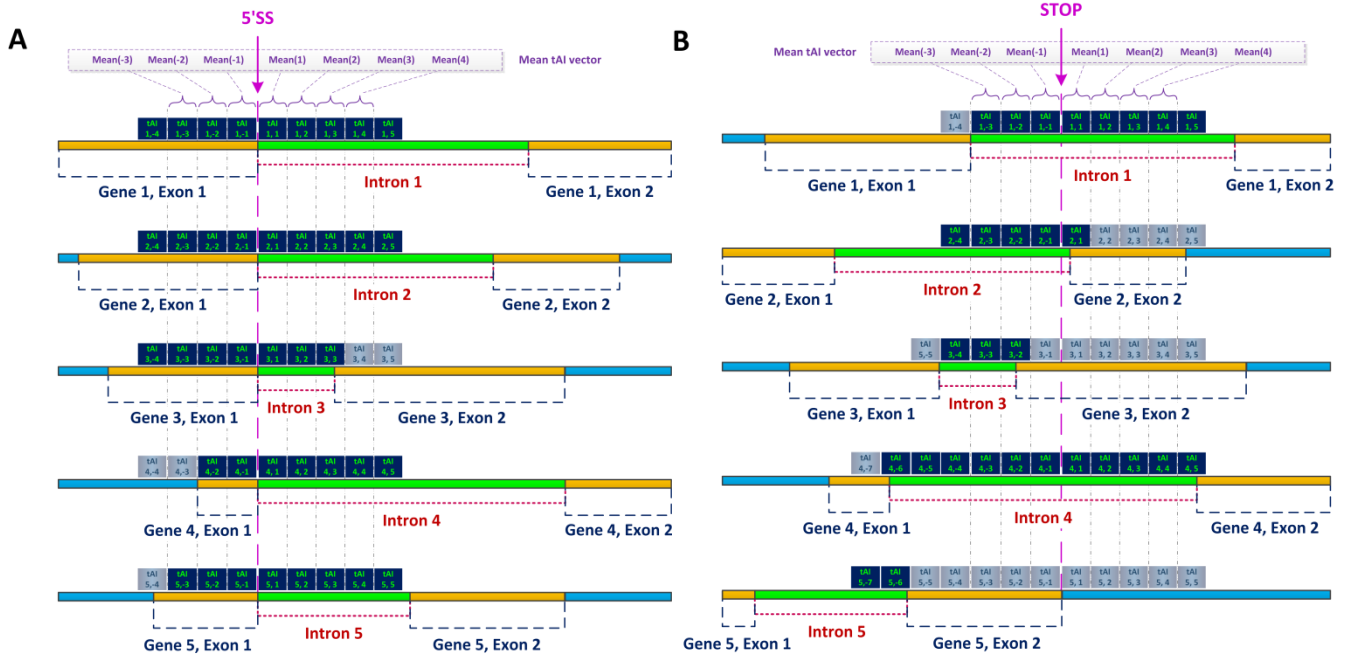 A
5'SS
Mean(-3) Mean(-2) Mean(-1) Mean(1) Mean(2) Mean(3) Mean(4)
Mean tAI vector
tAI tAI tAI tAI tAI tAI tAI tAI tAI
1,-4 1,-3 1,-2 1,-1 1, 1 1, 2 1, 3 1, 4 1, 5
Gene 1, Exon 1
Intron 1
Gene 1, Exon 2
tAI tAI tAI tAI tAI tAI tAI tAI tAI
2,-4 2,-3 2,-2 2,-1 2, 1 2, 2 2, 3 2, 4 2, 5
Gene 2, Exon 1
Intron 2
Gene 2, Exon 2
tAI tAI tAI tAI tAI tAI tAI tAI tAI
3,-4 3,-3 3,-2 3,-1 3, 1 3, 2 3, 3 3, 4 3, 5
Gene 3, Exon 1
Intron 3
Gene 3, Exon 2
tAI tAI tAI tAI tAI tAI tAI tAI tAI
4,-4 4,-3 4,-2 4,-1 4, 1 4, 2 4, 3 4, 4 4, 5
Gene 4, Exon 1
Intron 4
Gene 4, Exon 2
tAI tAI tAI tAI tAI tAI tAI tAI tAI
5,-4 5,-3 5,-2 5,-1 5, 1 5, 2 5, 3 5, 4 5, 5
Gene 5, Exon 1
Intron 5
Gene 5, Exon 2
B
STOP
Mean tAI vector
Mean(-3) Mean(-2) Mean(-1) Mean(1) Mean(2) Mean(3) Mean(4)
tAI tAI tAI tAI tAI tAI tAI tAI tAI
1,-4 1,-3 1,-2 1,-1 1, 1 1, 2 1, 3 1, 4 1, 5
Gene 1, Exon 1
Intron 1
Gene 1, Exon 2
tAI tAI tAI tAI tAI tAI tAI tAI tAI
2,-4 2,-3 2,-2 2,-1 2, 1 2, 2 2, 3 2, 4 2, 5
Gene 2, Exon 1
Intron 2
Gene 2, Exon 2
tAI tAI tAI tAI tAI tAI tAI tAI tAI tAI
5,-5 3,-4 3,-3 3,-2 3,-1 3, 1 3, 2 3, 3 3, 4 3, 5
Gene 3, Exon 1
Intron 3
Gene 3, Exon 2
tAI tAI tAI tAI tAI tAI tAI tAI tAI tAI tAI tAI
4,-7 4,-6 4,-5 4,-4 4,-3 4,-2 4,-1 4, 1 4, 2 4, 3 4, 4 4, 5
Gene 4, Exon 1
Intron 4
Gene 4, Exon 2
tAI tAI tAI tAI tAI tAI tAI tAI tAI tAI tAI tAI
5,-7 5,-6 5,-5 5,-4 5,-3 5,-2 5,-1 5, 1 5, 2 5, 3 5, 4 5, 5
Gene 5, Exon 1
Intron 5
Gene 5, Exon 2